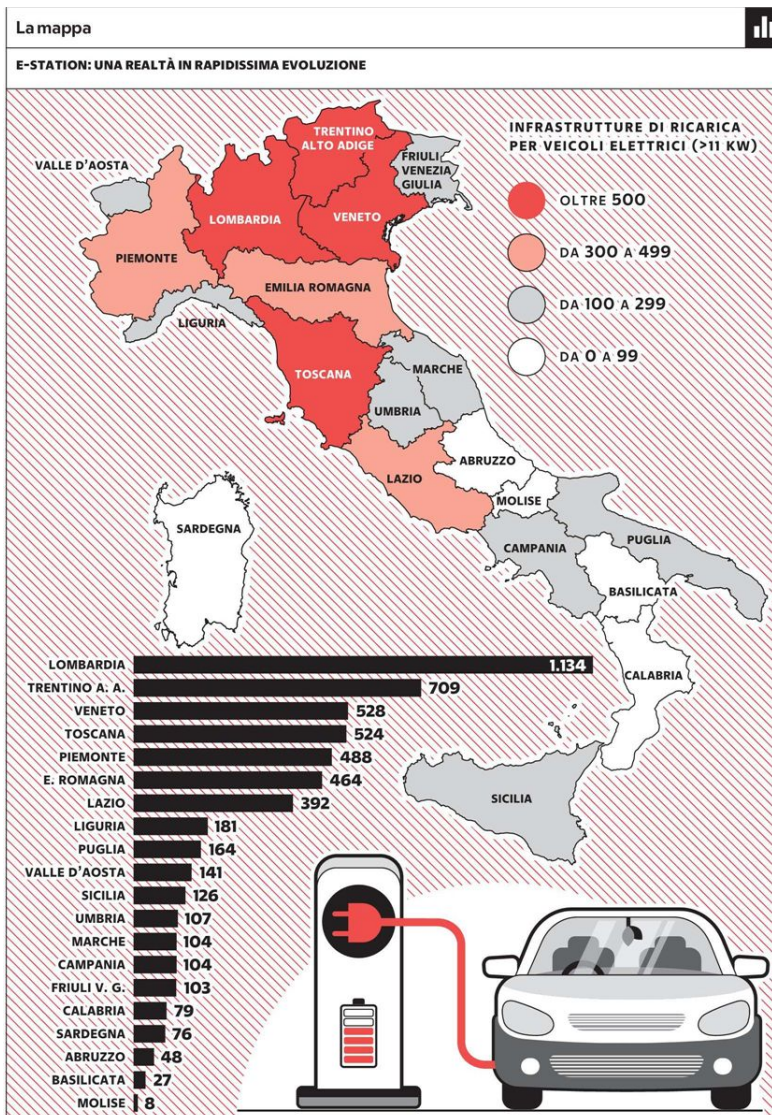 La mappa
E-STATION: UNA REALTÀ IN RAPIDISSIMA EVOLUZIONE
INFRASTRUTTURE DI RICARICA
PER VEICOLI ELETTRICI (>11 KW)
OLTRE 500
DA 300 A 499
DA 100 A 299
DA 0 A 99
TRENTINO
ALTO ADIGE
VALLE D'AOSTA
FRIULI
VENEZIA
GIULIA
LOMBARDIA
VENETO
PIEMONTE
EMILIA ROMAGNA
LIGURIA
TOSCANA
MARCHE
UMBRIA
ABRUZZO
LAZIO
MOLISE
SARDEGNA
CAMPANIA
PUGLIA
BASILICATA
CALABRIA
SICILIA
LOMBARDIA 1.134
TRENTINO A. A. 709
VENETO 528
TOSCANA 524
PIEMONTE 488
E. ROMAGNA 464
LAZIO 392
LIGURIA 181
PUGLIA 164
VALLE D'AOSTA 141
SICILIA 126
UMBRIA 107
MARCHE 104
CAMPANIA 104
FRIULI V. G. 103
CALABRIA 79
SARDEGNA 76
ABRUZZO 48
BASILICATA 27
MOLISE 8